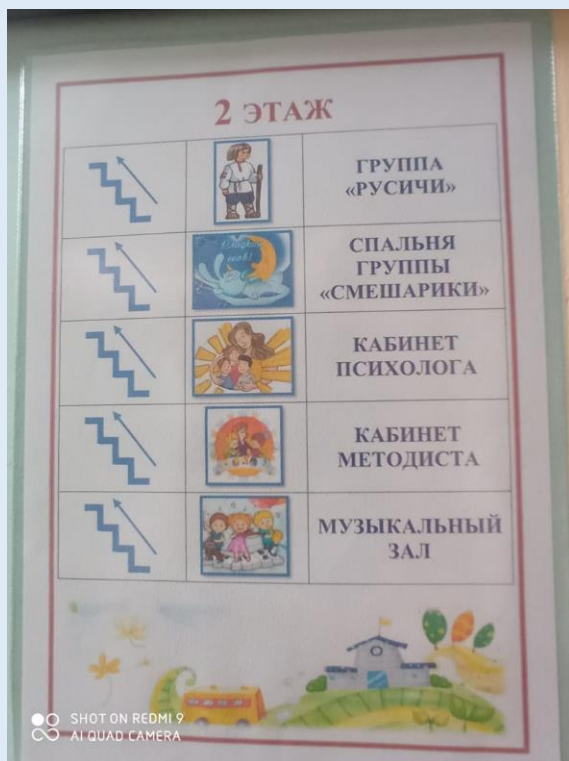 2 ЭТАЖ
ГРУППА
«РУСИЧИ»
СПАЛЬНЯ
ГРУППЫ
«СМЕШАРИКИ»
КАБИНЕТ
ПСИХОЛОГА
КАБИНЕТ
МЕТОДИСТА
МУЗЫКАЛЬНЫЙ
ЗАЛ
SHOT ON REDMI 9
AI QUAD CAMERA